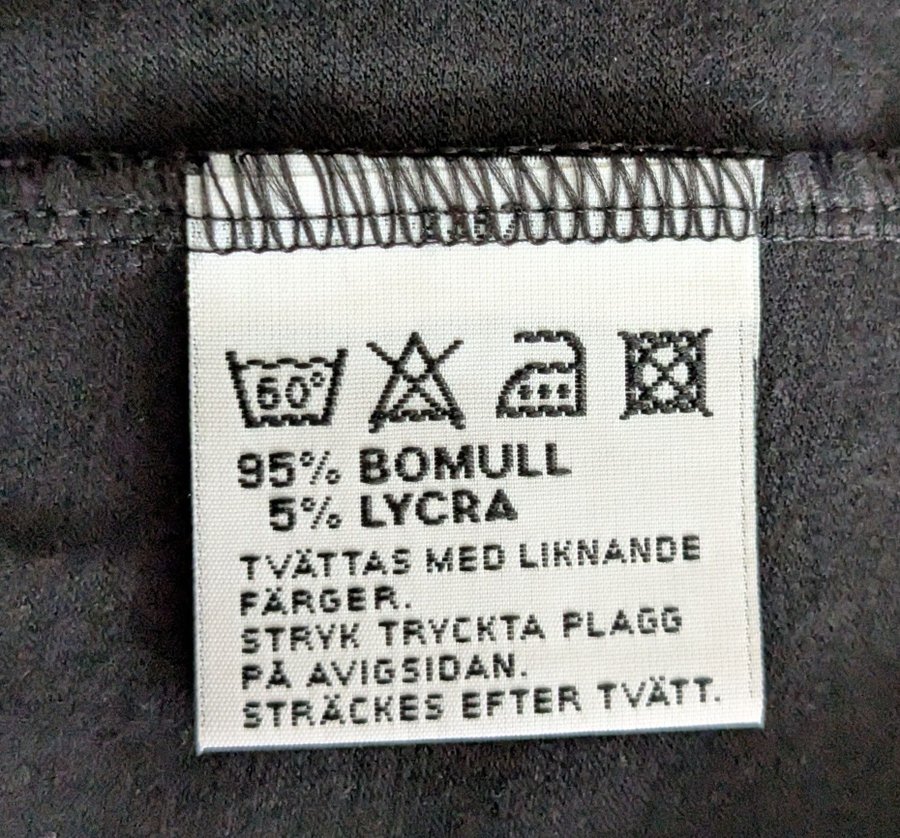 60°
95% BOMULL
5% LYCRA
TVÄTTAS MED LIKNANDE
FÄRGER.
STRYK TRYCKTA PLAGG
PÅ AVIGSIDAN.
STRÄCKES EFTER TVÄTT.